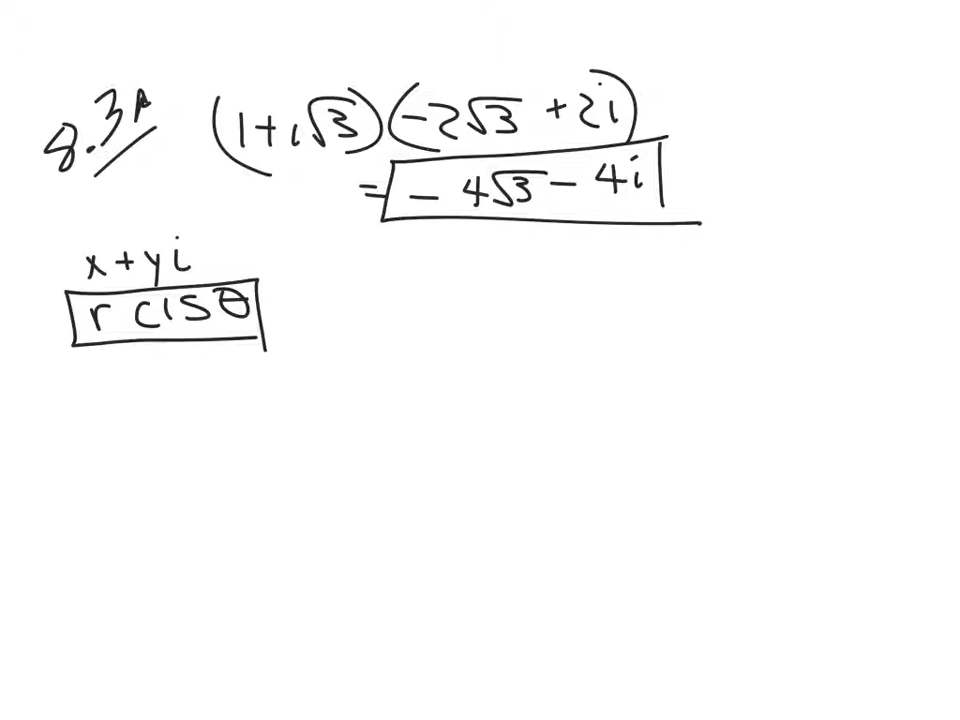 8.3A (1+i√3)(-2√3 +2i)
= - 4√3 - 4i
x+yi
r cis θ